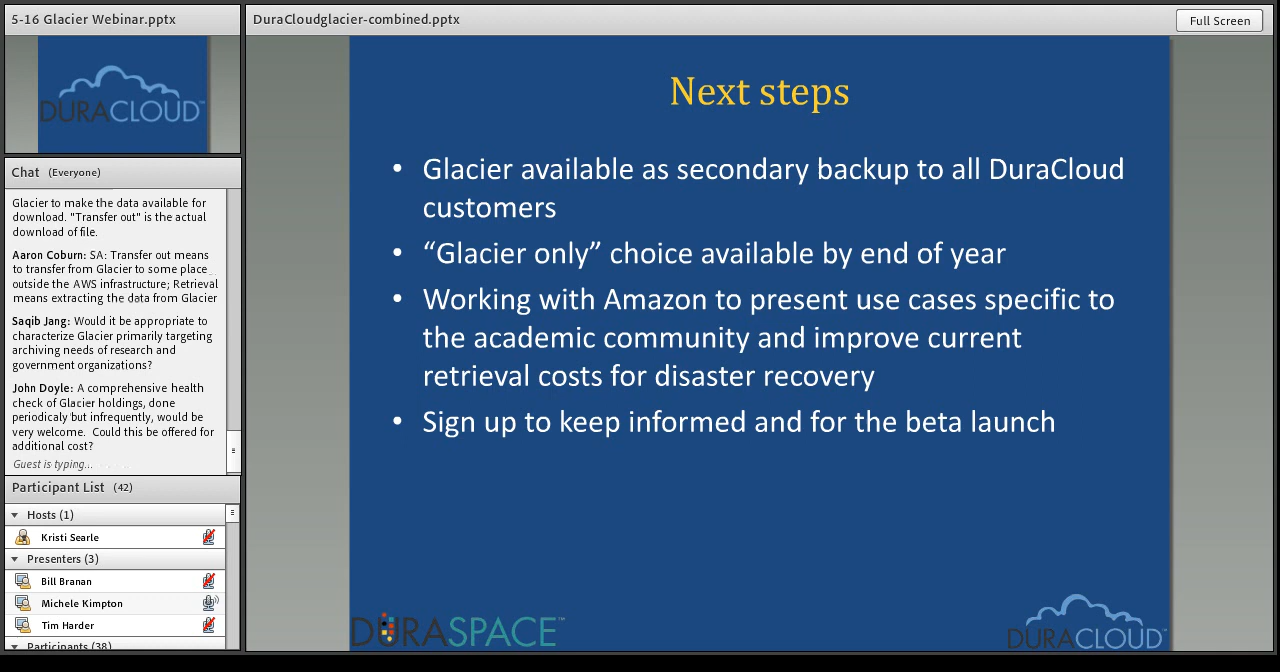 5-16 Glacier Webinar.pptx
DURACLOUD™
Chat (Everyone)
Glacier to make the data available for
download. "Transfer out" is the actual
download of file.
Aaron Coburn: SA: Transfer out means
to transfer from Glacier to some place
outside the AWS infrastructure; Retrieval
means extracting the data from Glacier
Saqib Jang: Would it be appropriate to
characterize Glacier primarily targeting
archiving needs of research and
government organizations?
John Doyle: A comprehensive health
check of Glacier holdings, done
periodicaly but infrequently, would be
very welcome. Could this be offered for
additional cost?
Guest is typing...
Participant List (42)
Hosts (1)
Kristi Searle
Presenters (3)
Bill Branan
Michele Kimpton
Tim Harder
Participants (38)
DuraCloudglacier-combined.pptx
Full Screen
Next steps
• Glacier available as secondary backup to all DuraCloud
customers
• “Glacier only” choice available by end of year
• Working with Amazon to present use cases specific to
the academic community and improve current
retrieval costs for disaster recovery
• Sign up to keep informed and for the beta launch
DURASPACE™
DURACLOUD™